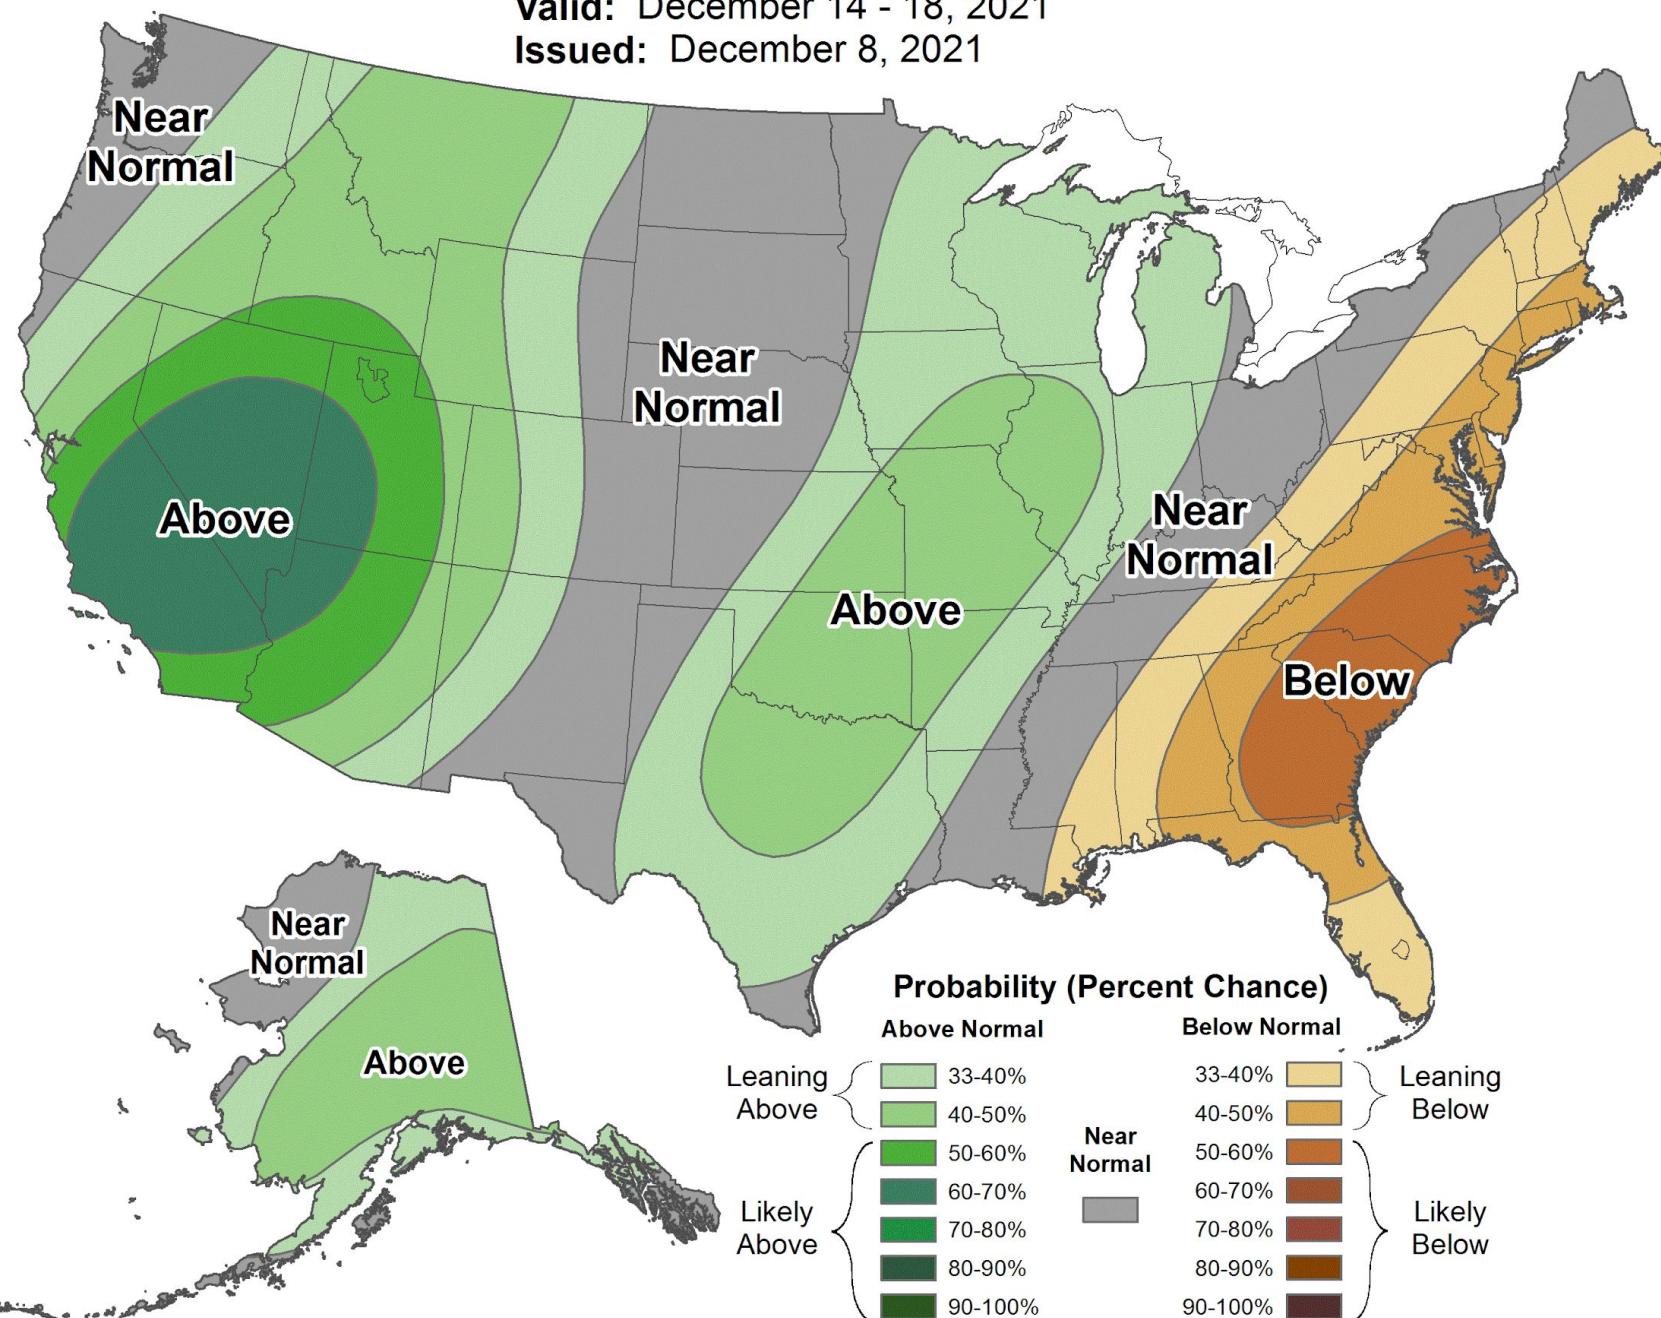 Valid: December 14 - 18, 2021
Issued: December 8, 2021
Near
Normal
Near
Normal
Above
Near
Normal
Above
Below
Near
Normal
Above
Probability (Percent Chance)
Above Normal
Below Normal
Leaning
Above
33-40%
40-50%
Likely
Above
50-60%
60-70%
70-80%
80-90%
90-100%
Near
Normal
33-40%
40-50%
Leaning
Below
50-60%
60-70%
70-80%
80-90%
90-100%
Likely
Below